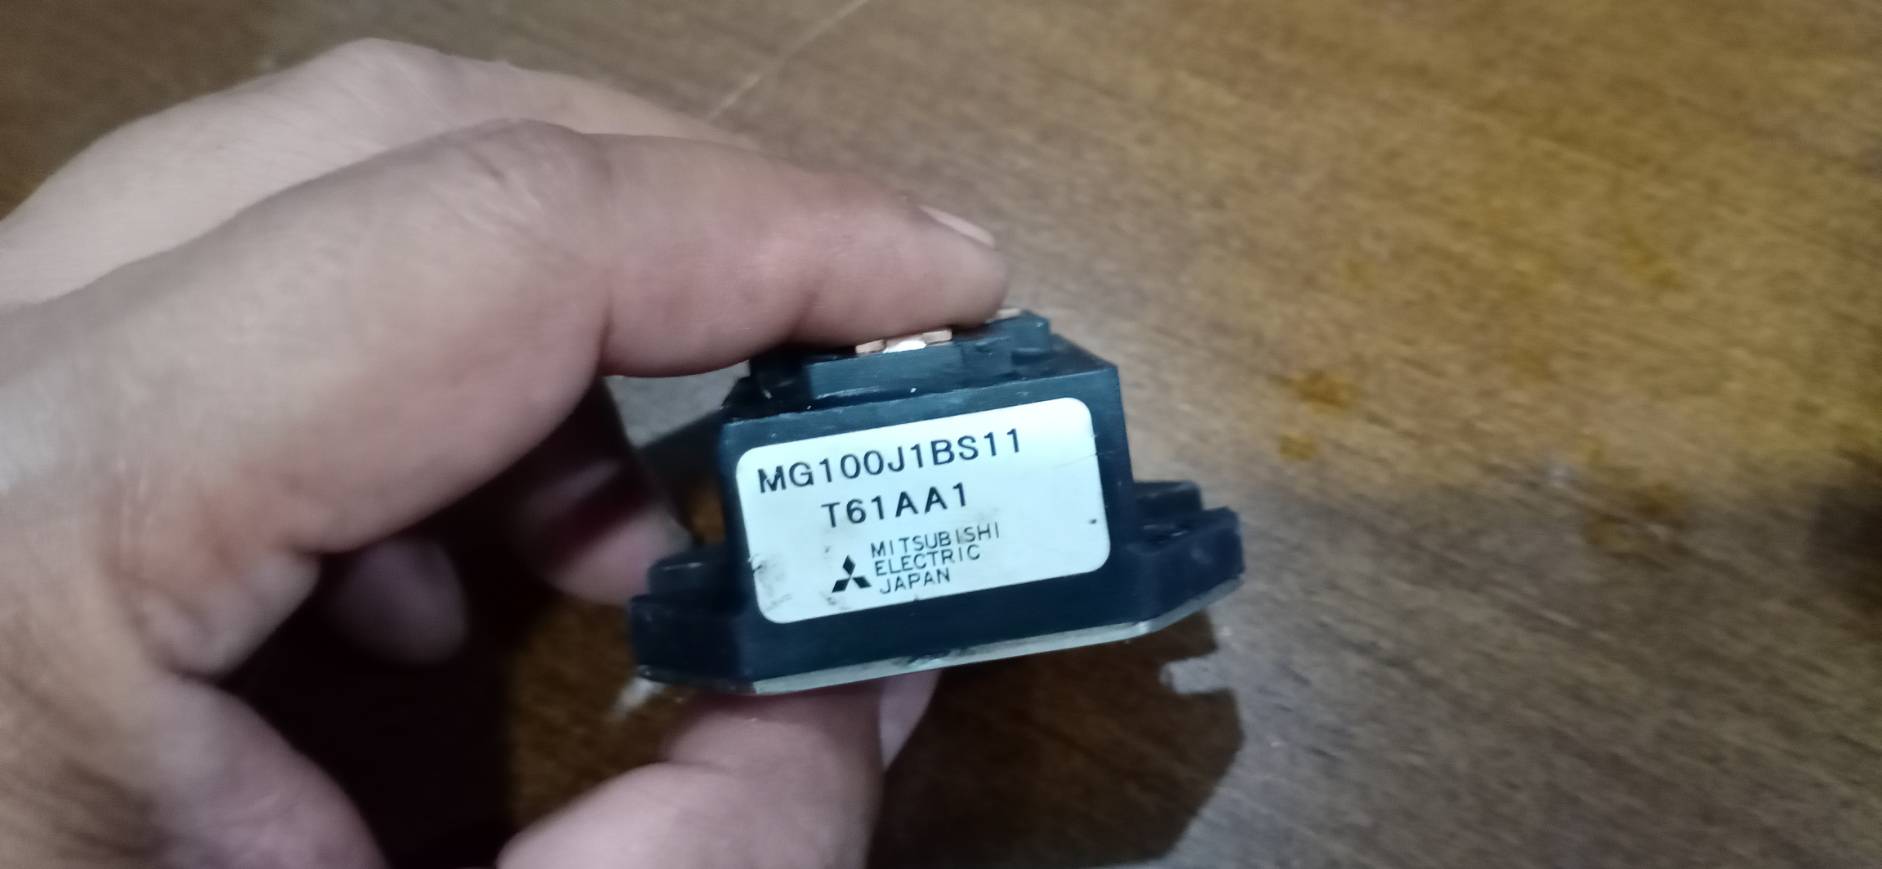 MG100J1BS11
T61AA1
MITSUBISHI
ELECTRIC
JAPAN